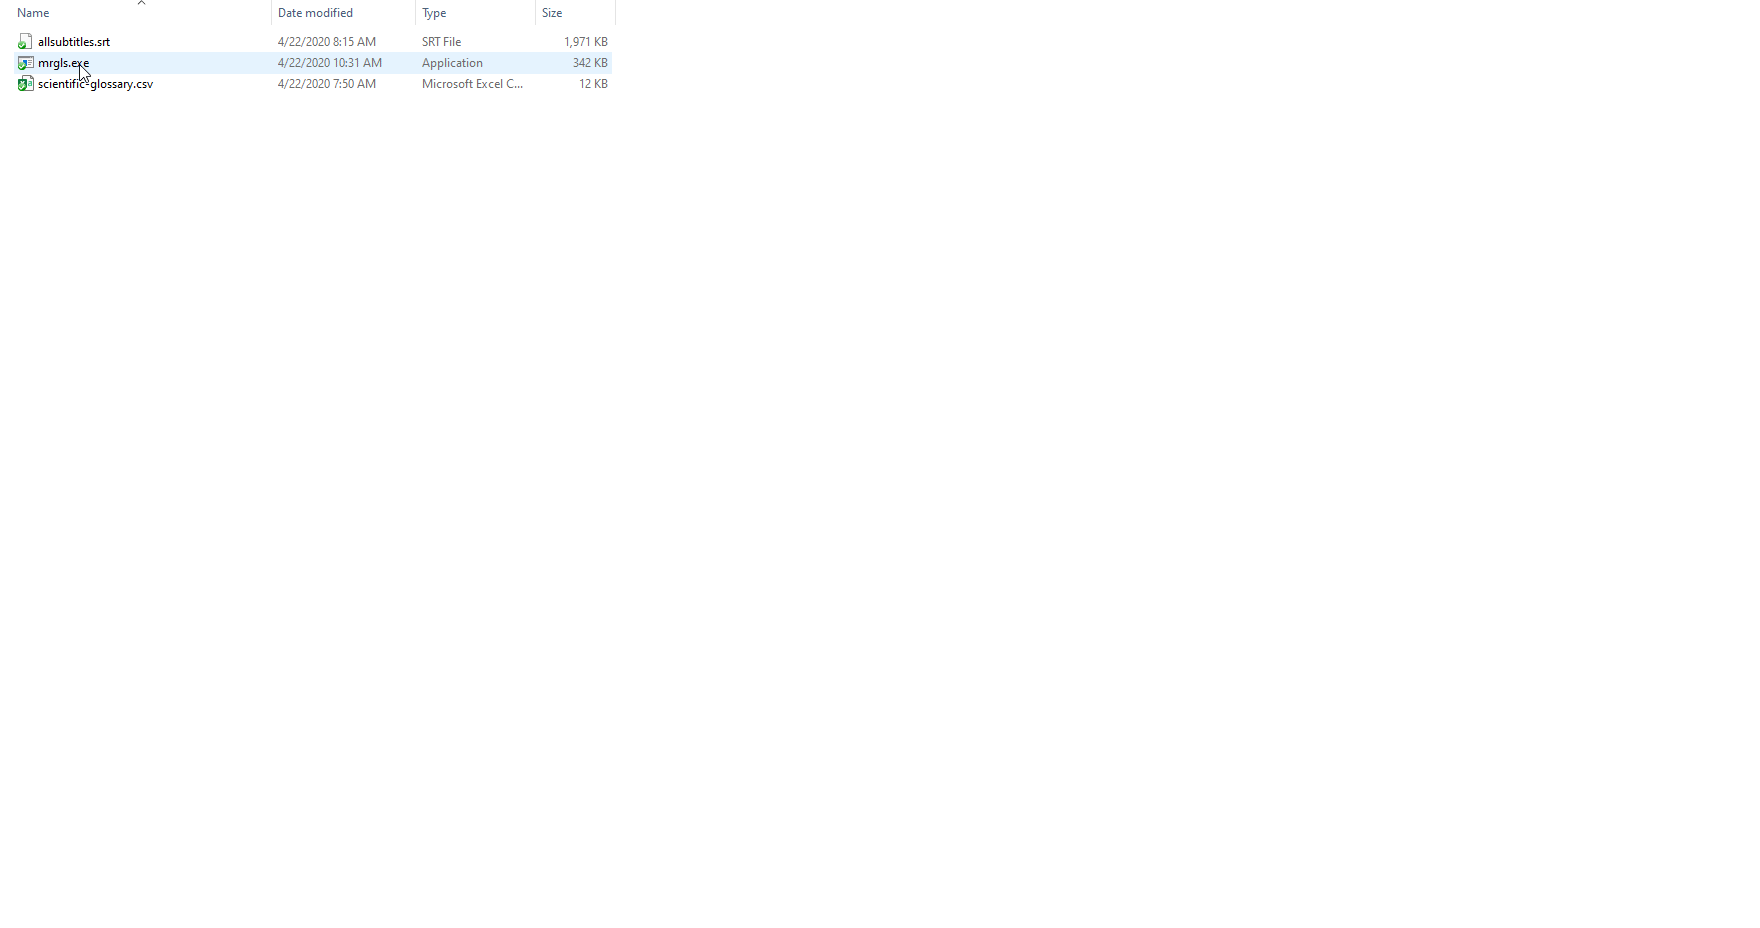 Name Date modified Type Size
allsubtitles.srt 4/22/2020 8:15 AM SRT File 1,971 KB
mrgls.exe 4/22/2020 10:31 AM Application 342 KB
scientific-glossary.csv 4/22/2020 7:50 AM Microsoft Excel C... 12 KB